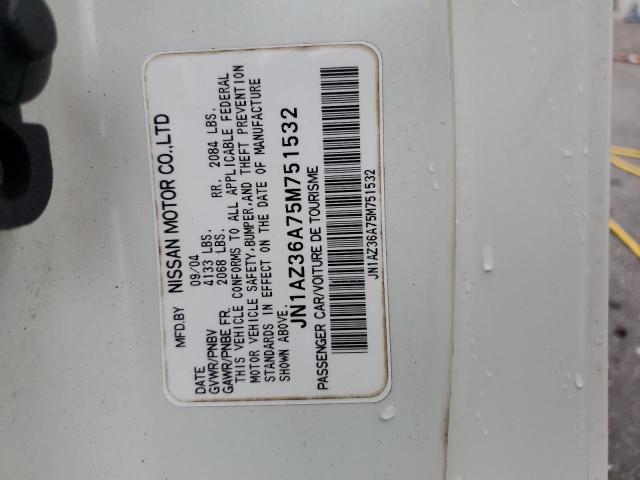 MFD.BY NISSAN MOTOR CO.,LTD
DATE 09/04
GVWR/PNBV 4133 LBS.
GAWR/PNBE FR. 2068 LBS. RR. 2084 LBS.
THIS VEHICLE CONFORMS TO ALL APPLICABLE FEDERAL
MOTOR VEHICLE SAFETY,BUMPER,AND THEFT PREVENTION
STANDARDS IN EFFECT ON THE DATE OF MANUFACTURE
SHOWN ABOVE.
JN1AZ36A75M751532
PASSENGER CAR/VOITURE DE TOURISME
JN1AZ36A75M751532